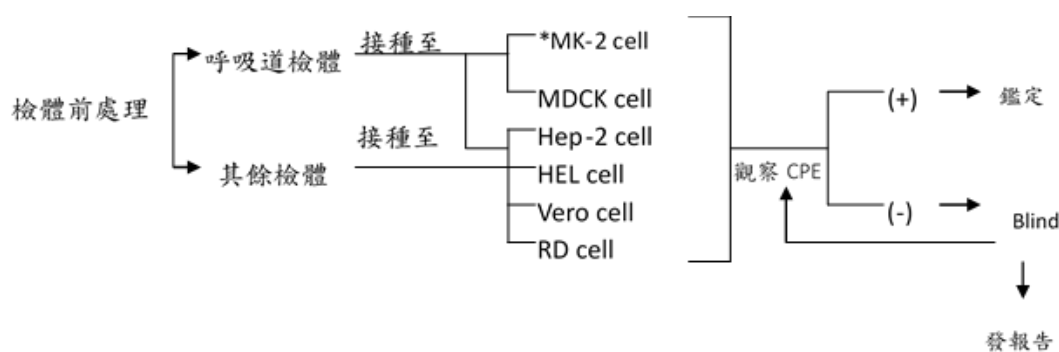 檢體前處理
呼吸道檢體
其餘檢體
接種至
接種至
*MK-2 cell
MDCK cell
Hep-2 cell
HEL cell
Vero cell
RD cell
觀察 CPE
(+)
鑑定
(-)
Blind
發報告